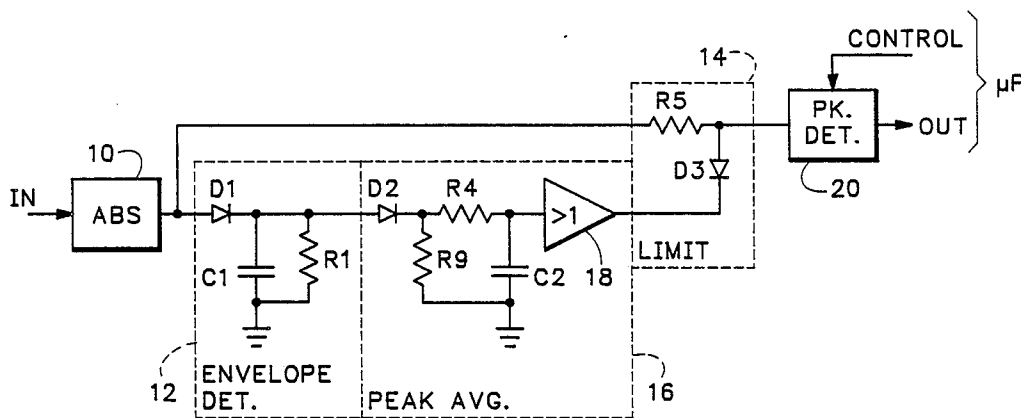 14
CONTROL
µP
R5
PK.
DET.
OUT
10
D3
20
IN
ABS
D1
D2
R4
>1
C1
R1
R9
C2
18
LIMIT
12
ENVELOPE
DET.
PEAK AVG.
16